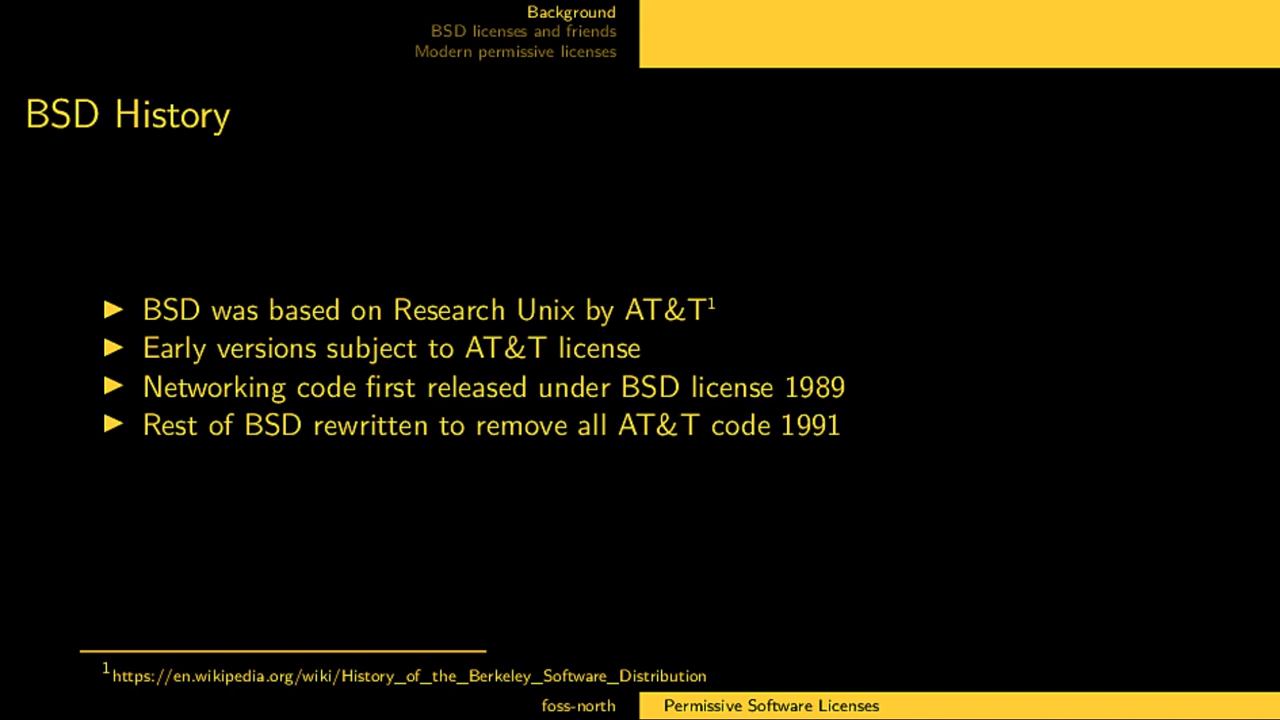 Background
BSD licenses and friends
Modern permissive licenses
BSD History
▶ BSD was based on Research Unix by AT&T¹
▶ Early versions subject to AT&T license
▶ Networking code first released under BSD license 1989
▶ Rest of BSD rewritten to remove all AT&T code 1991
¹https://en.wikipedia.org/wiki/History_of_the_Berkeley_Software_Distribution
foss-north
Permissive Software Licenses